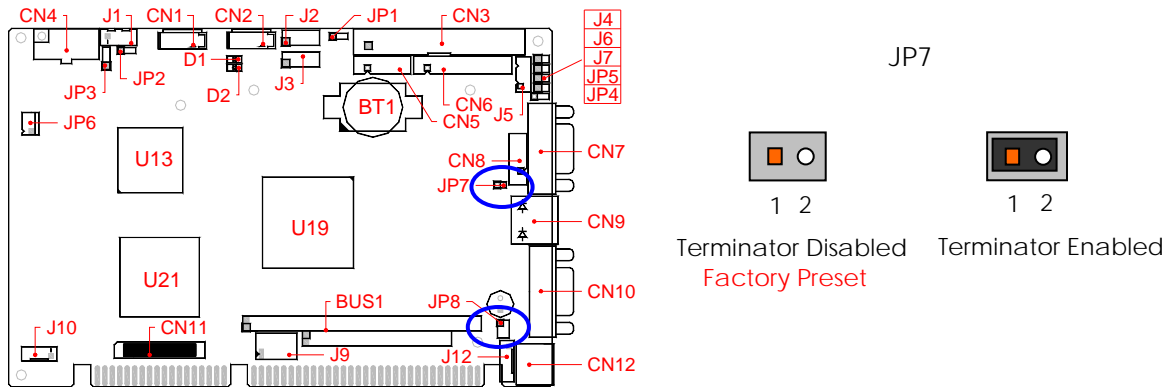 CN4
J1
CN1
CN2
J2
JP1
CN3
J4
J6
J7
JP5
JP4
JP3
JP2
D1
D2
J3
BT1
CN6
CN5
J5
JP6
U13
CN8
CN7
JP7
U19
CN9
U21
BUS1
JP8
CN10
J10
CN11
J9
J12
CN12
JP7
1 2
1 2
Terminator Disabled
Factory Preset
Terminator Enabled